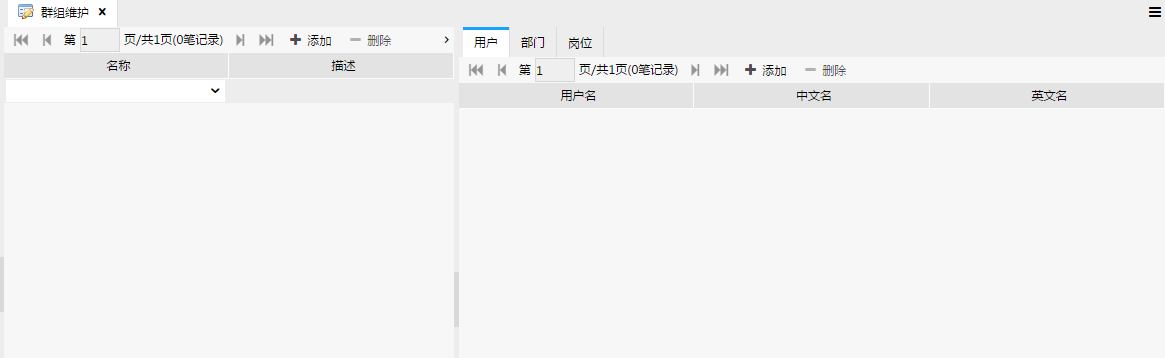 群组维护
第 1 页/共1页(0笔记录) 添加 删除
名称 描述
用户 部门 岗位
第 1 页/共1页(0笔记录) 添加 删除
用户名 中文名 英文名